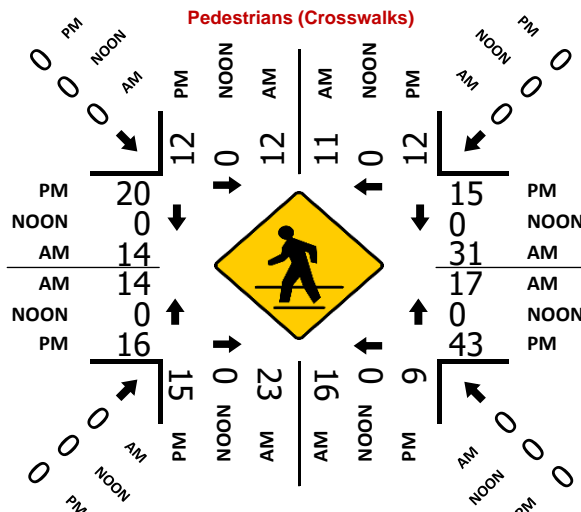 Pedestrians (Crosswalks)
0 PM
0 NOON
0 AM
PM NOON AM AM NOON PM
PM 0
NOON 0
AM 0
12 0 12 11 0 12
PM 20 15 PM
NOON 0 0 NOON
AM 14 31 AM
AM 14 17 AM
NOON 0 0 NOON
PM 16 43 PM
15 0 23 16 0 6
PM NOON AM AM NOON PM
0 AM
0 NOON
0 PM
AM 0
NOON 0
PM 0